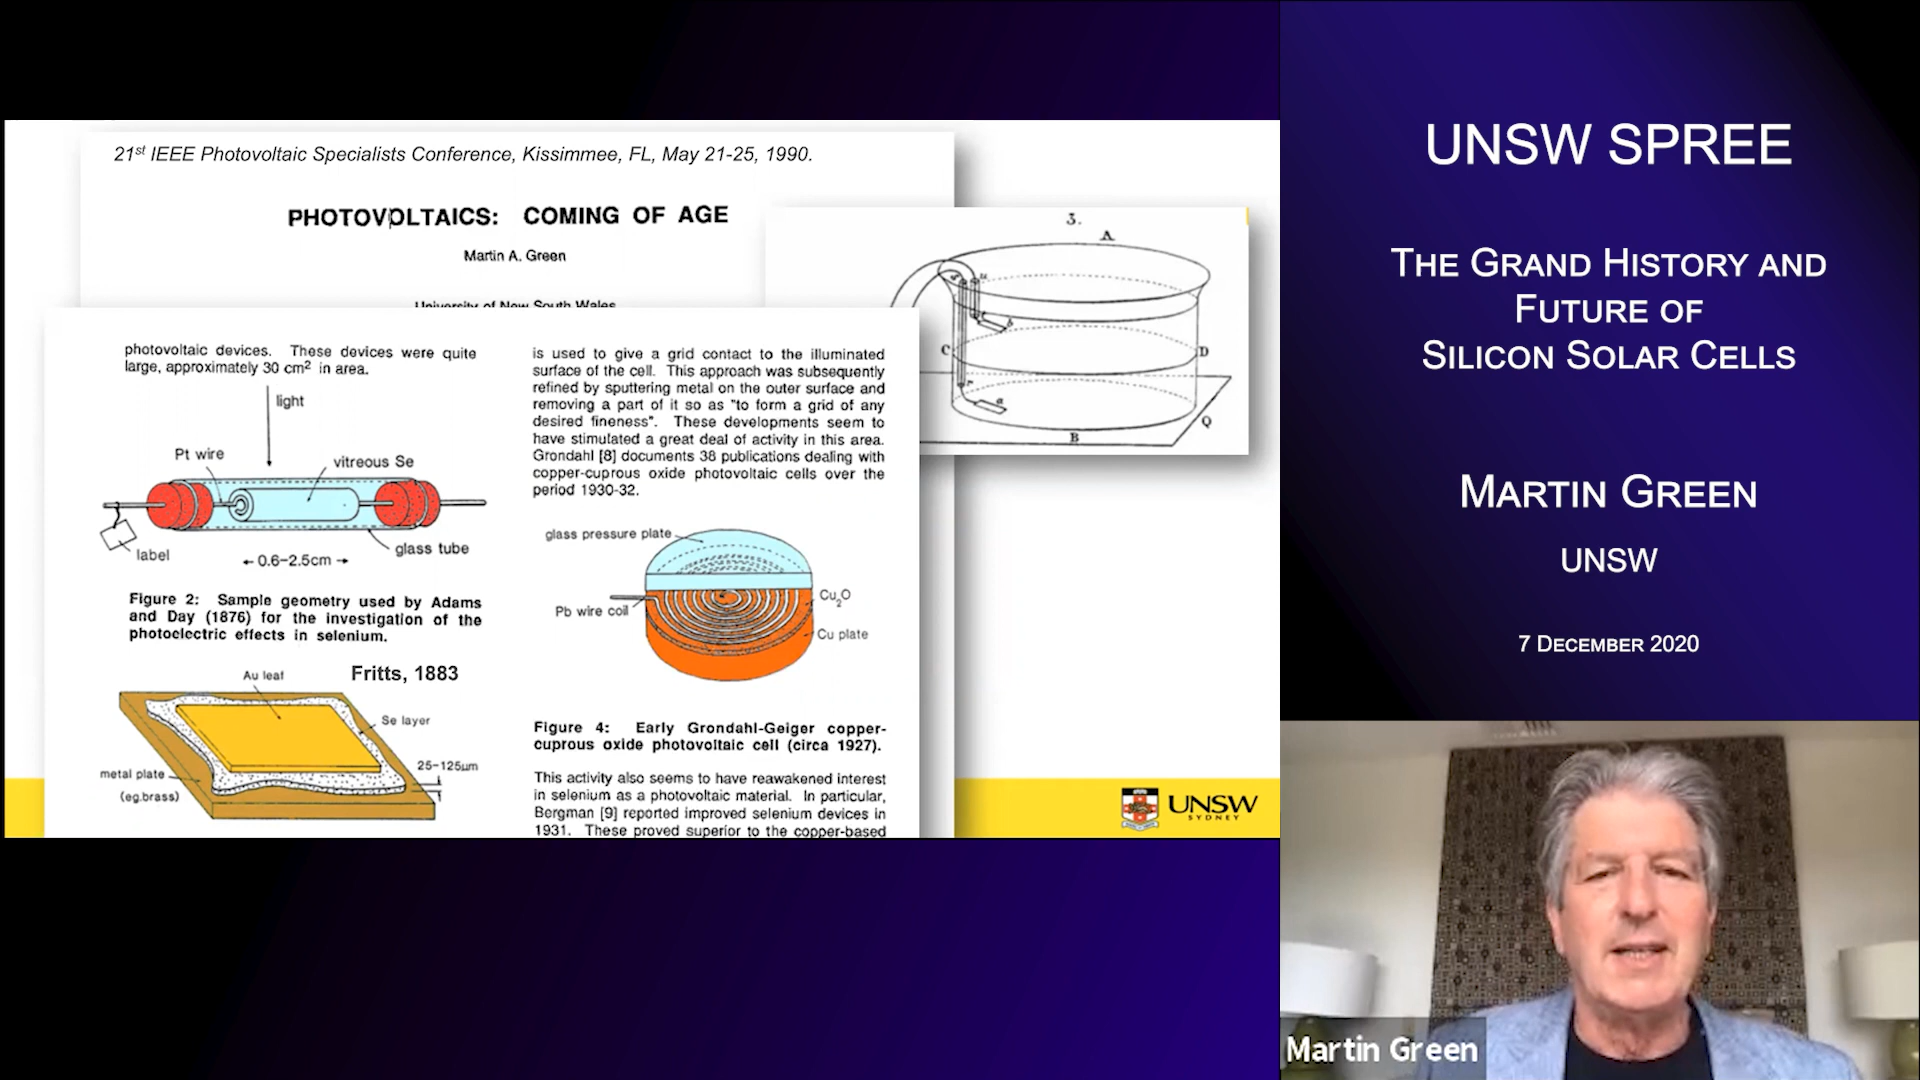 21st IEEE Photovoltaic Specialists Conference, Kissimmee, FL, May 21-25, 1990.
PHOTOVOLTAICS: COMING OF AGE
Martin A. Green
University of New South Wales
photovoltaic devices. These devices were quite
large, approximately 30 cm2 in area.
light
Pt wire
vitreous Se
label
glass tube
0.6-2.5cm
Figure 2: Sample geometry used by Adams
and Day (1876) for the investigation of the
photoelectric effects in selenium.
Au leaf
Fritts, 1883
Se layer
metal plate
(eg.brass)
25-125µm
is used to give a grid contact to the illuminated
surface of the cell. This approach was subsequently
refined by sputtering metal on the outer surface and
removing a part of it so as "to form a grid of any
desired fineness". These developments seem to
have stimulated a great deal of activity in this area.
Grondahl [8] documents 38 publications dealing with
copper-cuprous oxide photovoltaic cells over the
period 1930-32.
glass pressure plate
Pb wire coil
Cu2O
Cu plate
Figure 4: Early Grondahl-Geiger copper-
cuprous oxide photovoltaic cell (circa 1927).
This activity also seems to have reawakened interest
in selenium as a photovoltaic material. In particular,
Bergman [9] reported improved selenium devices in
1931. These proved superior to the copper-based
3.
A
u
b
C
D
r
a
B
Q
UNSW
SYDNEY
UNSW SPREE
The Grand History and
Future of
Silicon Solar Cells
Martin Green
UNSW
7 December 2020
Martin Green